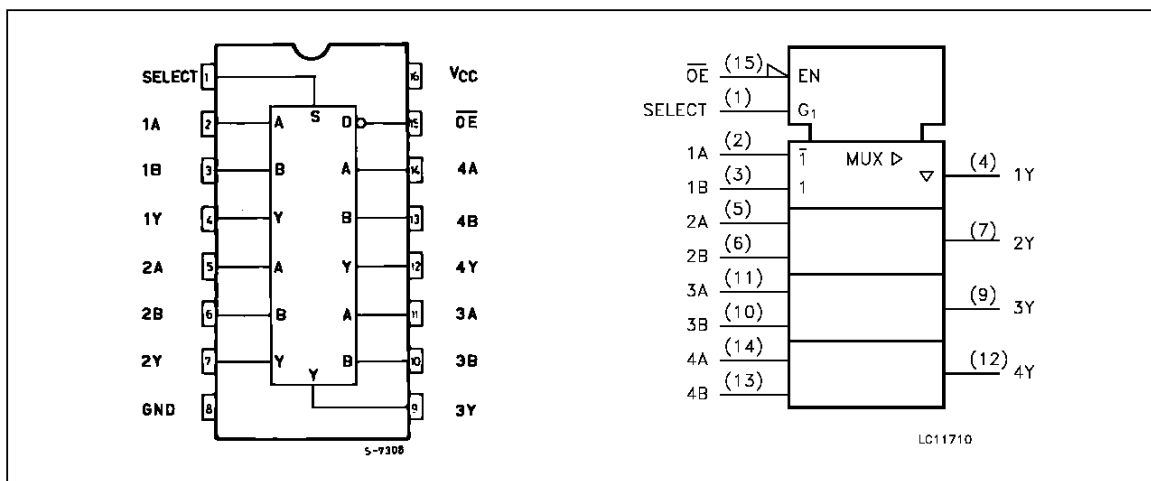 SELECT 1
16 VCC
1A 2 A
S
D 15 O̅E̅
1B 3 B
A 14 4A
1Y 4 Y
B 13 4B
2A 5 A
Y 12 4Y
2B 6 B
A 11 3A
2Y 7 Y
B 10 3B
GND 8
Y
9 3Y
S-7308
O̅E̅ (15) EN
SELECT (1) G1
1A (2) 1̅ MUX ▷
1B (3) 1
▽ (4) 1Y
2A (5)
2B (6)
(7) 2Y
3A (11)
3B (10)
(9) 3Y
4A (14)
4B (13)
(12) 4Y
LC11710